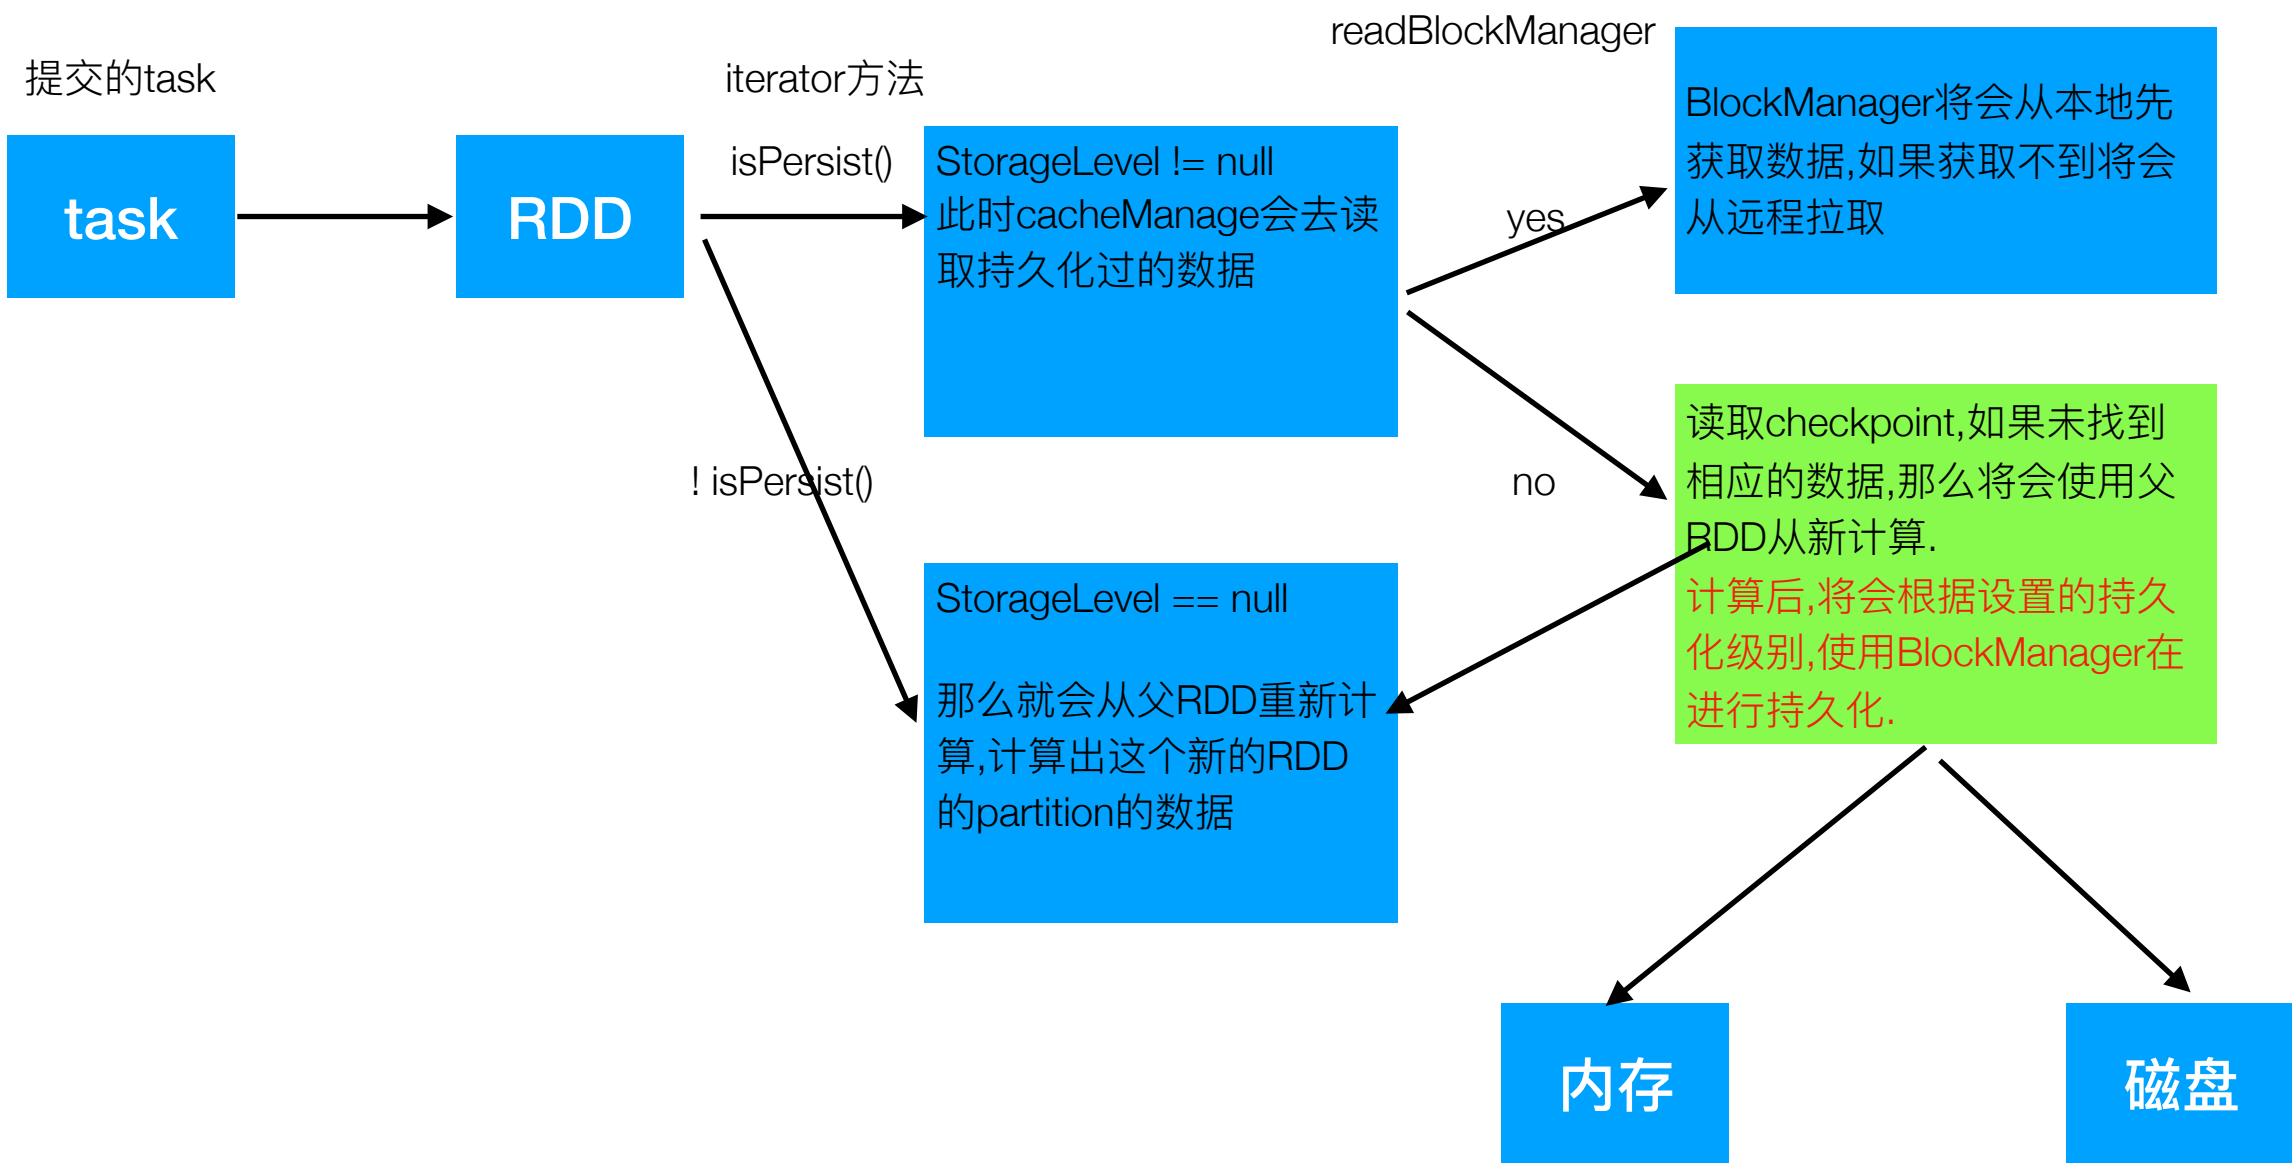 提交的task
task
RDD
iterator方法
isPersist()
! isPersist()
StorageLevel != null
此时cacheManage会去读
取持久化过的数据
StorageLevel == null
那么就会从父RDD重新计
算,计算出这个新的RDD
的partition的数据
readBlockManager
yes
no
BlockManager将会从本地先
获取数据,如果获取不到将会
从远程拉取
读取checkpoint,如果未找到
相应的数据,那么将会使用父
RDD从新计算.
计算后,将会根据设置的持久
化级别,使用BlockManager在
进行持久化.
内存
磁盘